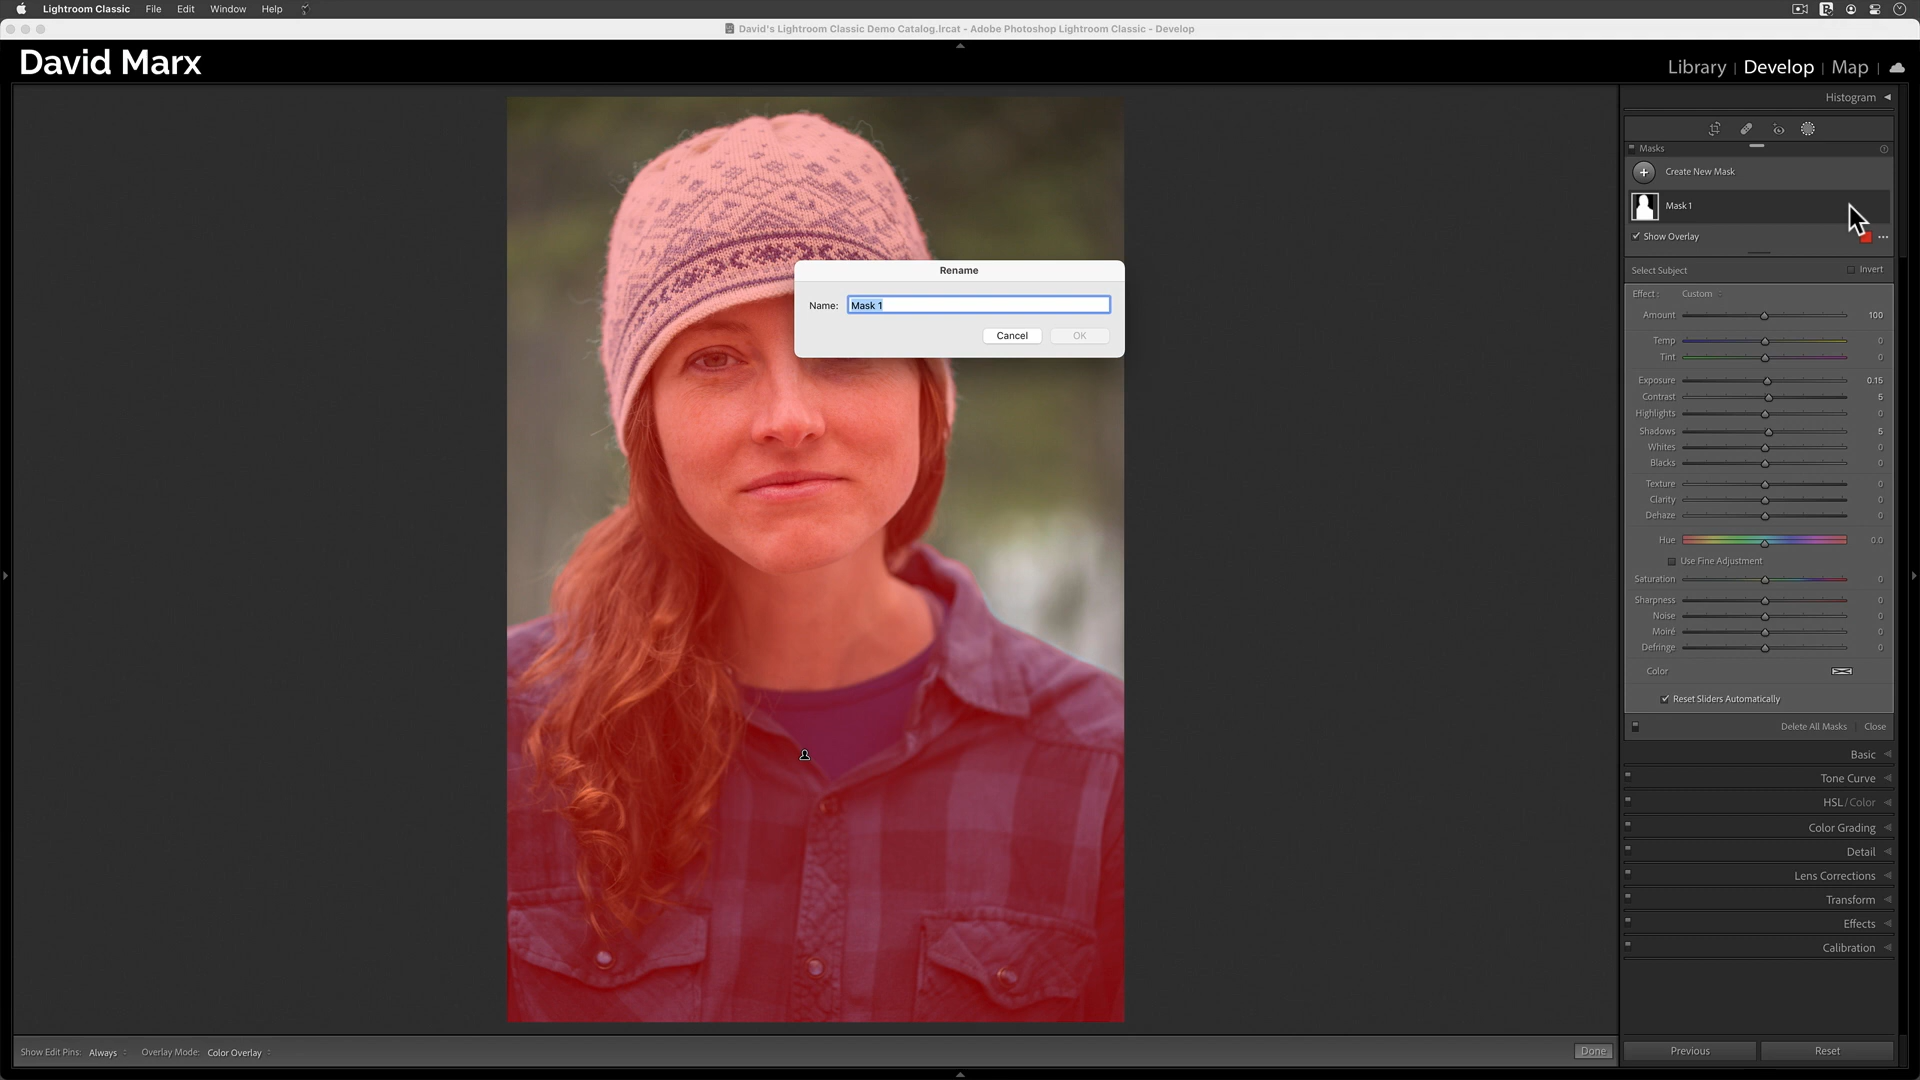 Lightroom Classic File Edit Window Help
David's Lightroom Classic Demo Catalog.lrcat - Adobe Photoshop Lightroom Classic - Develop
David Marx
Library | Develop | Map |
Histogram
Masks
Create New Mask
Mask 1
Show Overlay
Select Subject Invert
Rename
Name: Mask 1
Cancel OK
Effect : Custom
Amount 100
Temp 0
Tint 0
Exposure 0.15
Contrast 5
Highlights 0
Shadows 5
Whites 0
Blacks 0
Texture 0
Clarity 0
Dehaze 0
Hue 0.0
Use Fine Adjustment
Saturation 0
Sharpness 0
Noise 0
Moiré 0
Defringe 0
Color
Reset Sliders Automatically
Delete All Masks Close
Basic
Tone Curve
HSL / Color
Color Grading
Detail
Lens Corrections
Transform
Effects
Calibration
Show Edit Pins: Always Overlay Mode: Color Overlay Done
Previous Reset